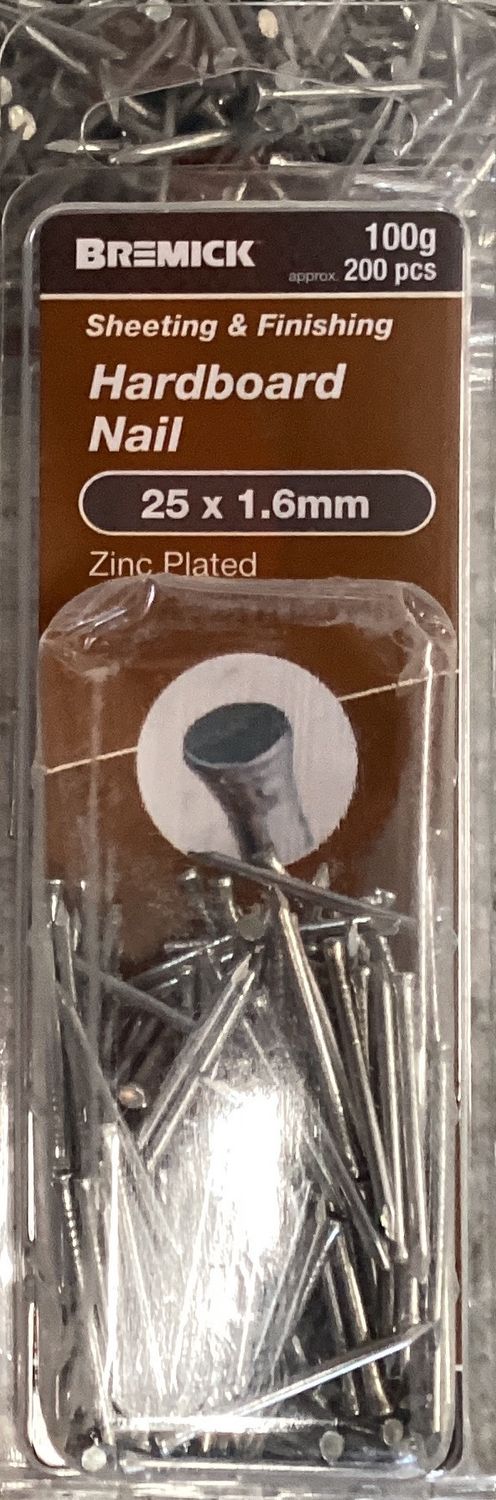 BREMICK
100g
approx. 200 pcs
Sheeting & Finishing
Hardboard
Nail
25 x 1.6mm
Zinc Plated